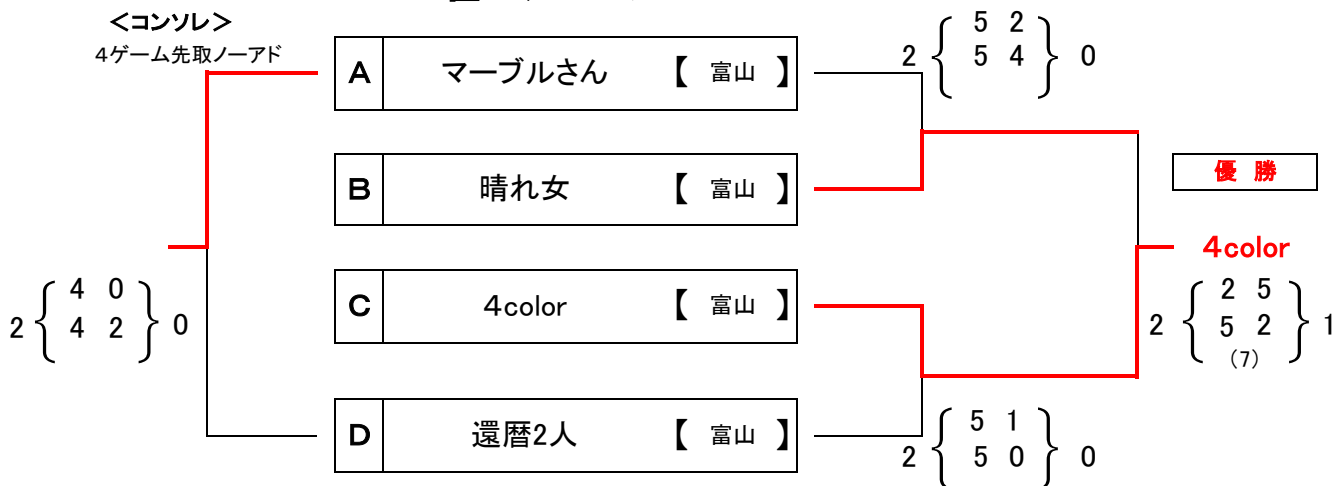 <コンソレ>
4ゲーム先取ノーアド
A マーブルさん 【 富山 】
B 晴れ女 【 富山 】
C 4color 【 富山 】
D 還暦2人 【 富山 】
2 { 4 0
4 2 } 0
2 { 5 2
5 4 } 0
2 { 5 1
5 0 } 0
優 勝
4color
2 { 2 5
5 2
(7) } 1